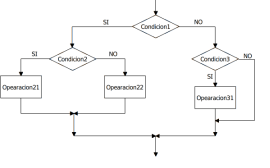 Condicion1
SI
NO
Condicion2
Condicion3
SI
NO
SI
NO
Opearacion21
Opearacion22
Opearacion31